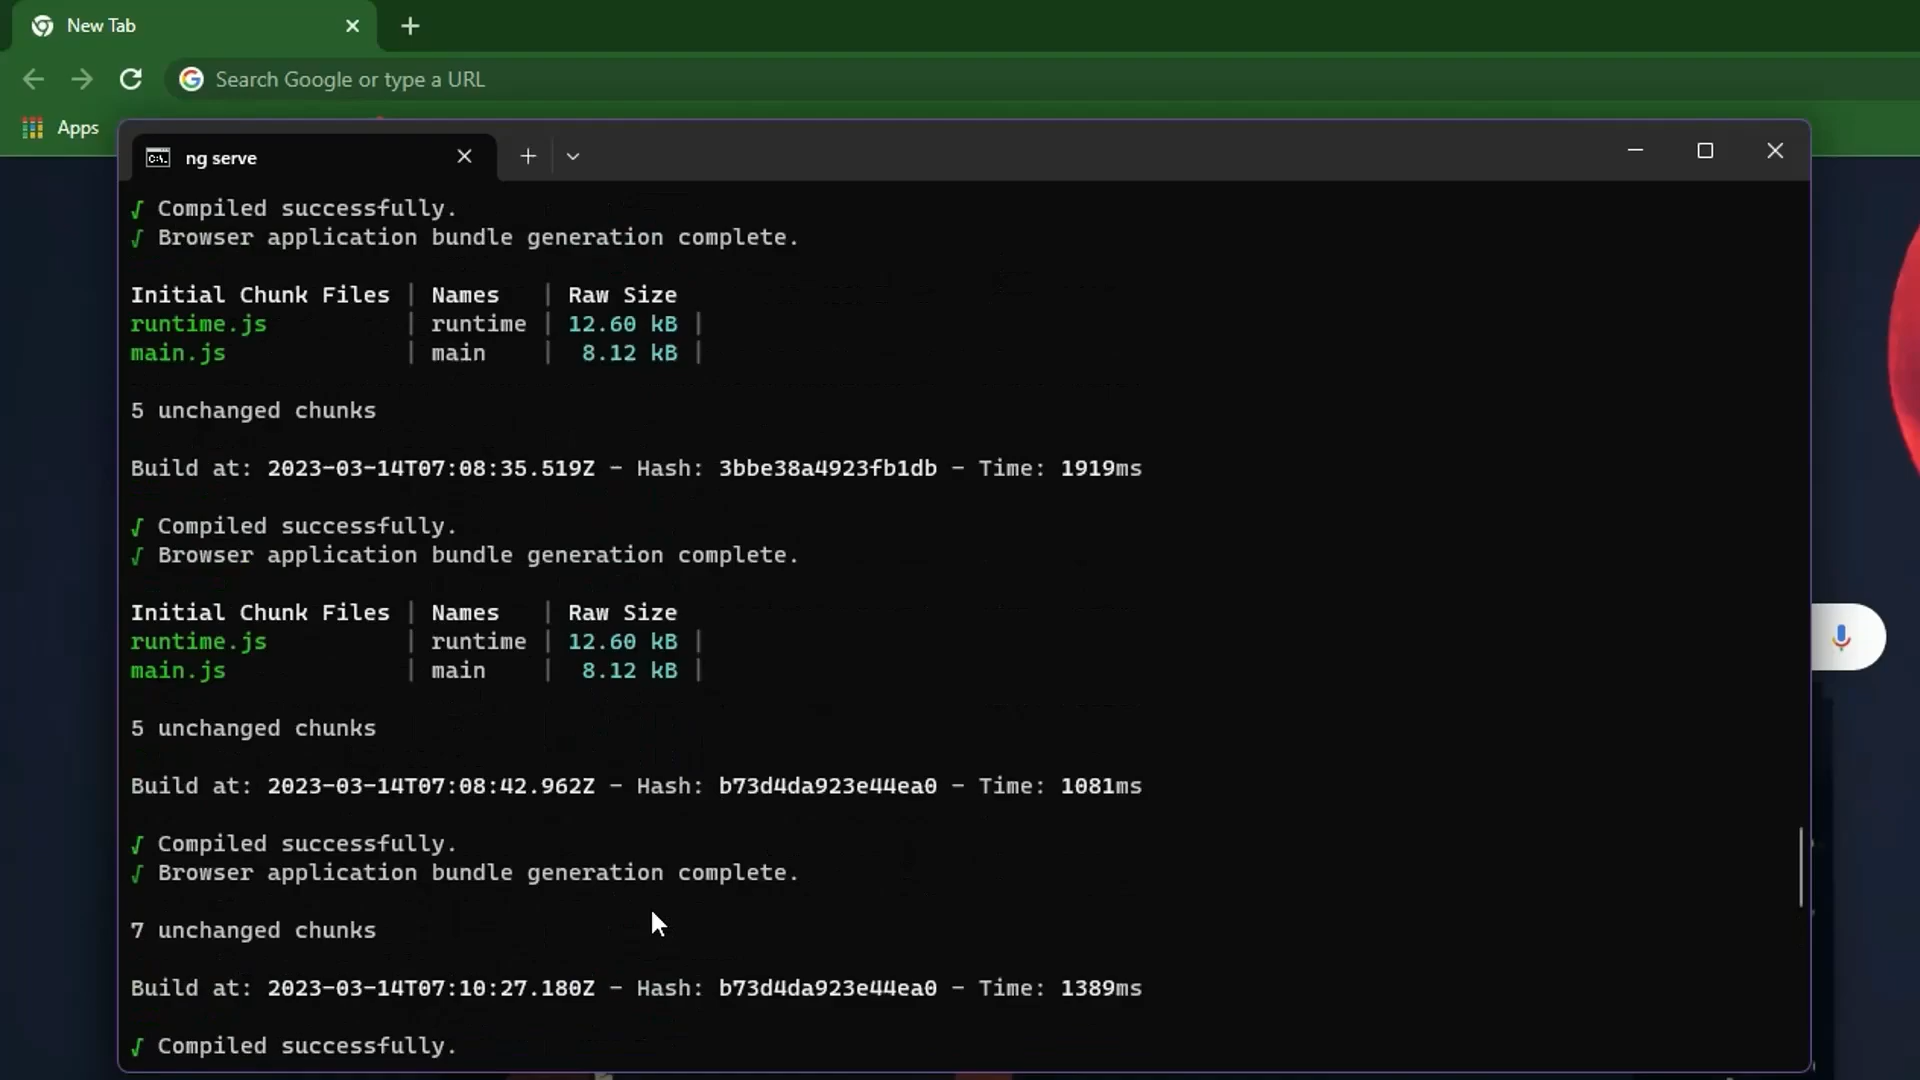 New Tab
Search Google or type a URL
Apps
ng serve
√ Compiled successfully.
√ Browser application bundle generation complete.
Initial Chunk Files | Names | Raw Size
runtime.js | runtime | 12.60 kB |
main.js | main | 8.12 kB |
5 unchanged chunks
Build at: 2023-03-14T07:08:35.519Z - Hash: 3bbe38a4923fb1db - Time: 1919ms
√ Compiled successfully.
√ Browser application bundle generation complete.
Initial Chunk Files | Names | Raw Size
runtime.js | runtime | 12.60 kB |
main.js | main | 8.12 kB |
5 unchanged chunks
Build at: 2023-03-14T07:08:42.962Z - Hash: b73d4da923e44ea0 - Time: 1081ms
√ Compiled successfully.
√ Browser application bundle generation complete.
7 unchanged chunks
Build at: 2023-03-14T07:10:27.180Z - Hash: b73d4da923e44ea0 - Time: 1389ms
√ Compiled successfully.